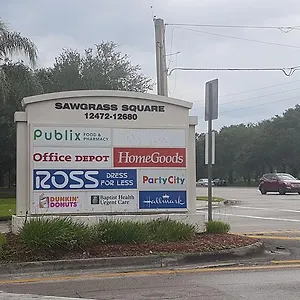 SAWGRASS SQUARE
12472-12680
Publix FOOD & PHARMACY
Office DEPOT HomeGoods
ROSS DRESS FOR LESS PartyCity
DUNKIN' DONUTS Baptist Health Urgent Care Hallmark